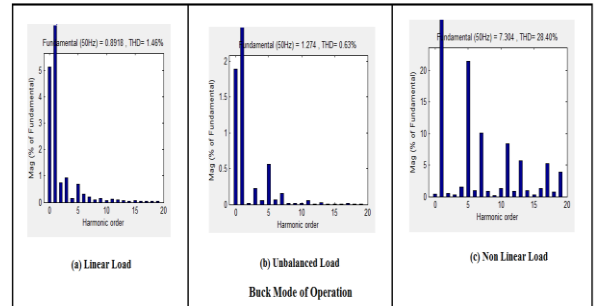 Fundamental (50Hz) = 0.8918 , THD= 1.46%
Mag (% of Fundamental)
5
4
3
2
1
0
0 5 10 15 20
Harmonic order
(a) Linear Load
Fundamental (50Hz) = 1.274 , THD= 0.63%
Mag (% of Fundamental)
2
1.5
1
0.5
0
0 5 10 15 20
Harmonic order
(b) Unbalanced Load
Fundamental (50Hz) = 7.304 , THD= 28.40%
Mag (% of Fundamental)
20
15
10
5
0
0 5 10 15 20
Harmonic order
(c) Non Linear Load
Buck Mode of Operation